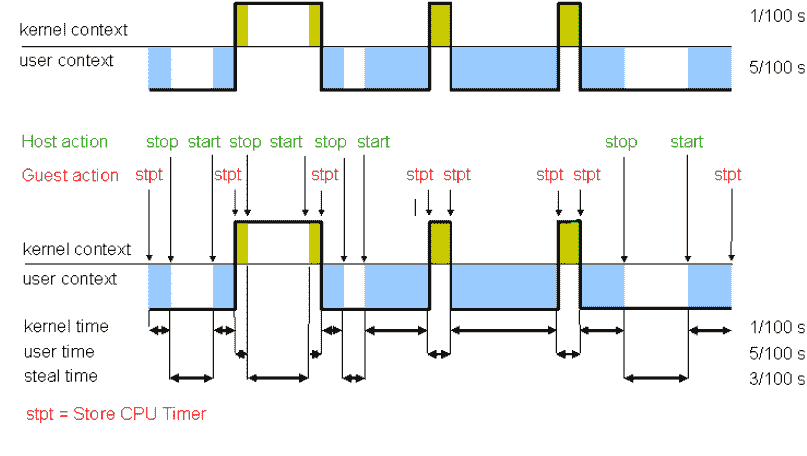 kernel context 1/100 s
user context 5/100 s
Host action stop start stop start stop start stop start
Guest action stpt stpt stpt stpt stpt stpt stpt stpt
kernel context
user context
kernel time 1/100 s
user time 5/100 s
steal time 3/100 s
stpt = Store CPU Timer